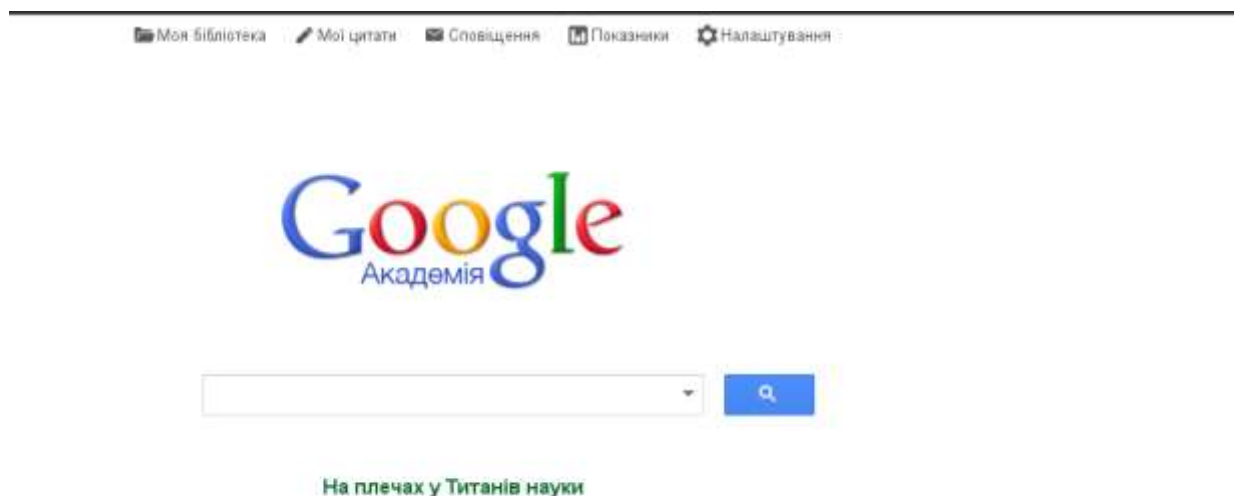 Моя бібліотека Мої цитати Сповіщення Показники Налаштування
Google
Академія
На плечах у Титанів науки